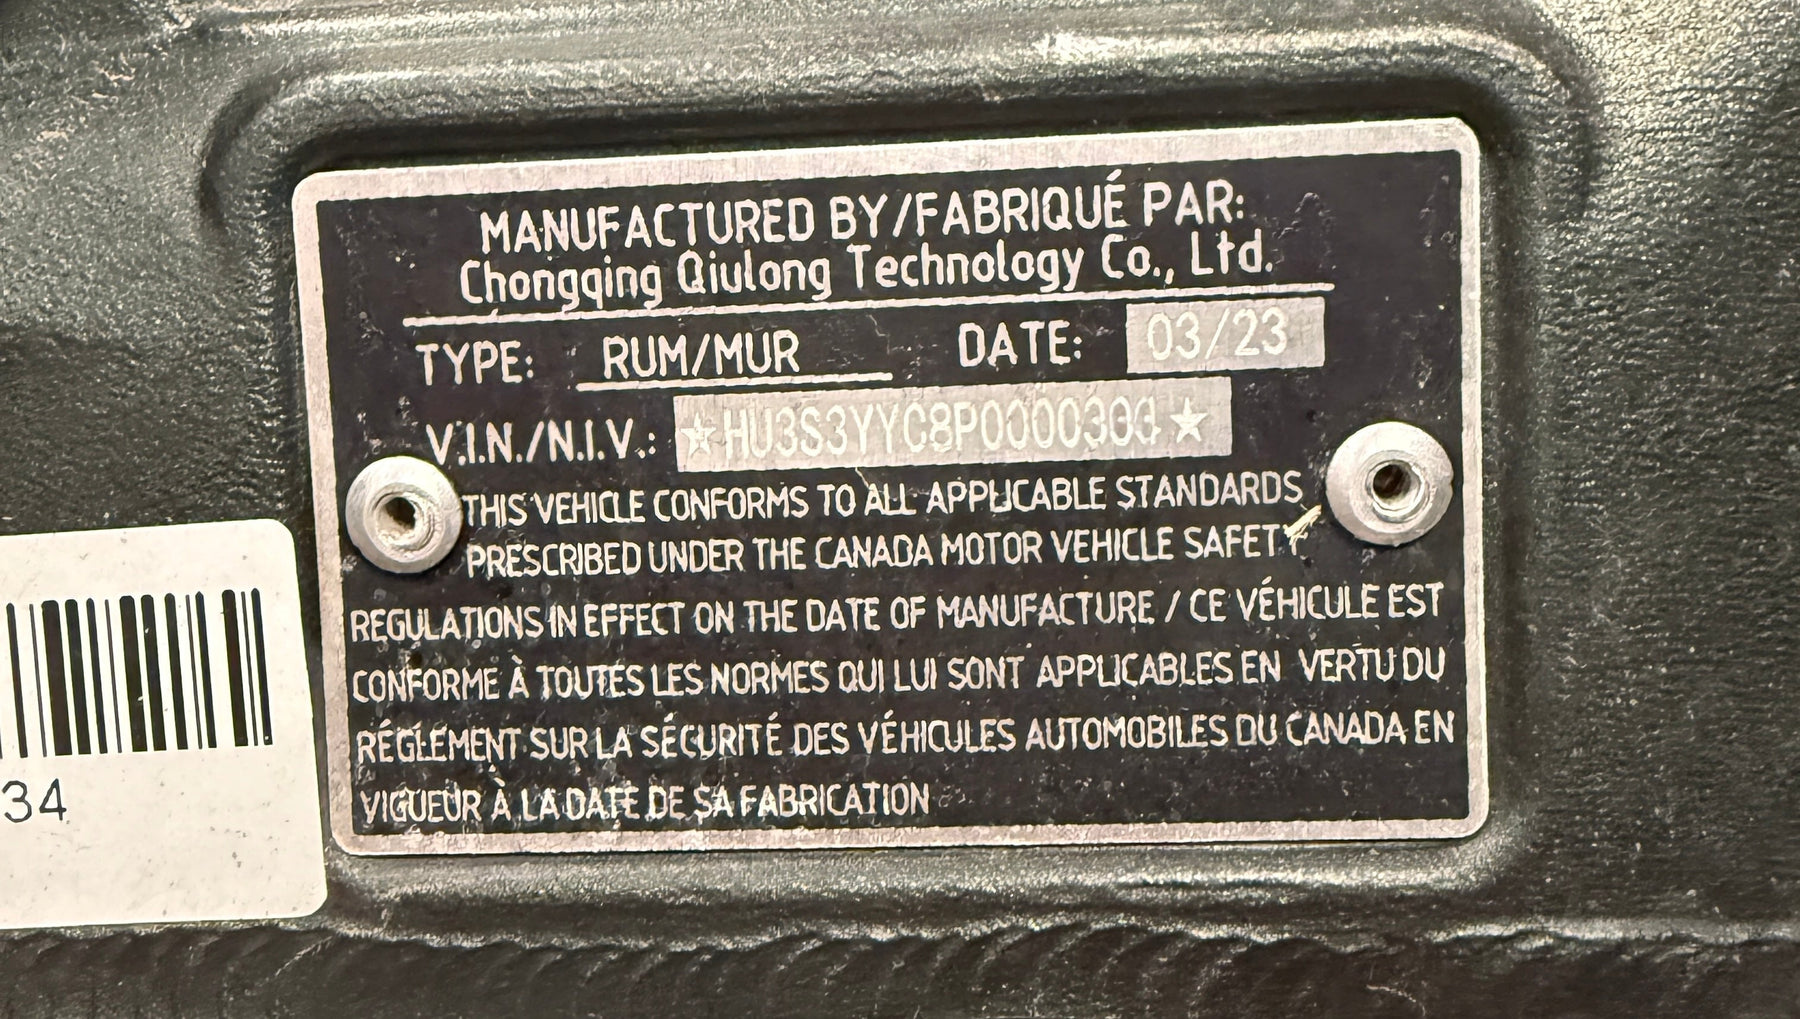 MANUFACTURED BY/FABRIQUÉ PAR:
Chongqing Qiulong Technology Co., Ltd.
TYPE: RUM/MUR DATE: 03/23
V.I.N./N.I.V.:
THIS VEHICLE CONFORMS TO ALL APPLICABLE STANDARDS
PRESCRIBED UNDER THE CANADA MOTOR VEHICLE SAFETY
REGULATIONS IN EFFECT ON THE DATE OF MANUFACTURE / CE VÉHICULE EST
CONFORME À TOUTES LES NORMES QUI LUI SONT APPLICABLES EN VERTU DU
RÉGLEMENT SUR LA SÉCURITÉ DES VÉHICULES AUTOMOBILES DU CANADA EN
VIGUEUR À LA DATE DE SA FABRICATION
34